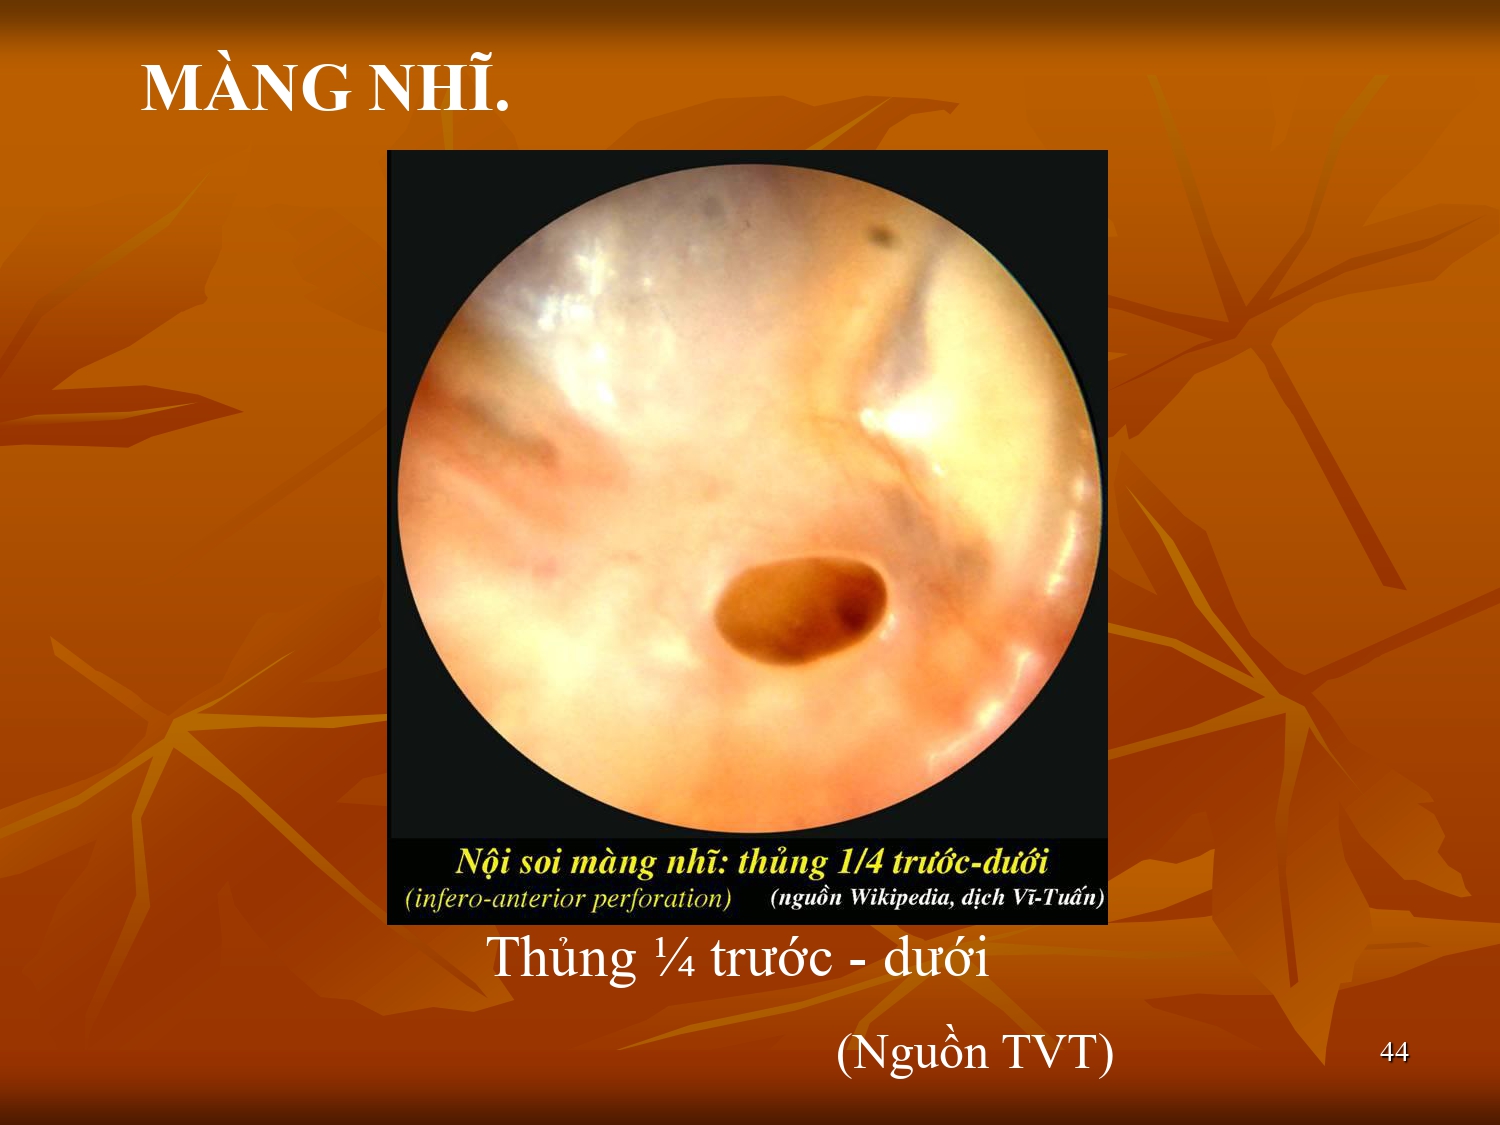 MÀNG NHĨ.
Nội soi màng nhĩ: thủng 1/4 trước-dưới
(infero-anterior perforation) (nguồn Wikipedia, dịch Vĩ-Tuấn)
Thủng ¼ trước - dưới
(Nguồn TVT)
44